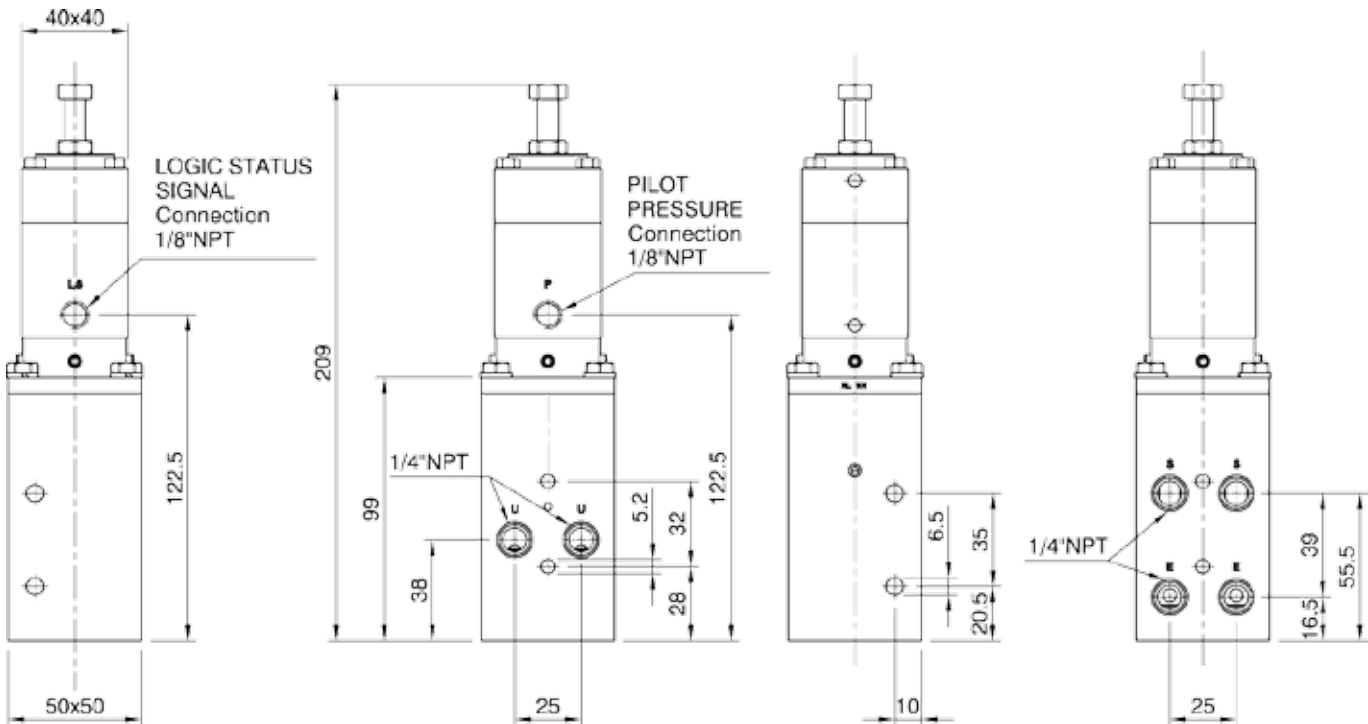 40x40
LOGIC STATUS
SIGNAL
Connection
1/8"NPT
LS
122.5
50x50
209
PILOT
PRESSURE
Connection
1/8"NPT
P
99
1/4"NPT
U
U
38
5.2
32
28
122.5
25
6.5
35
20.5
10
S
S
1/4"NPT
E
E
39
55.5
16.5
25